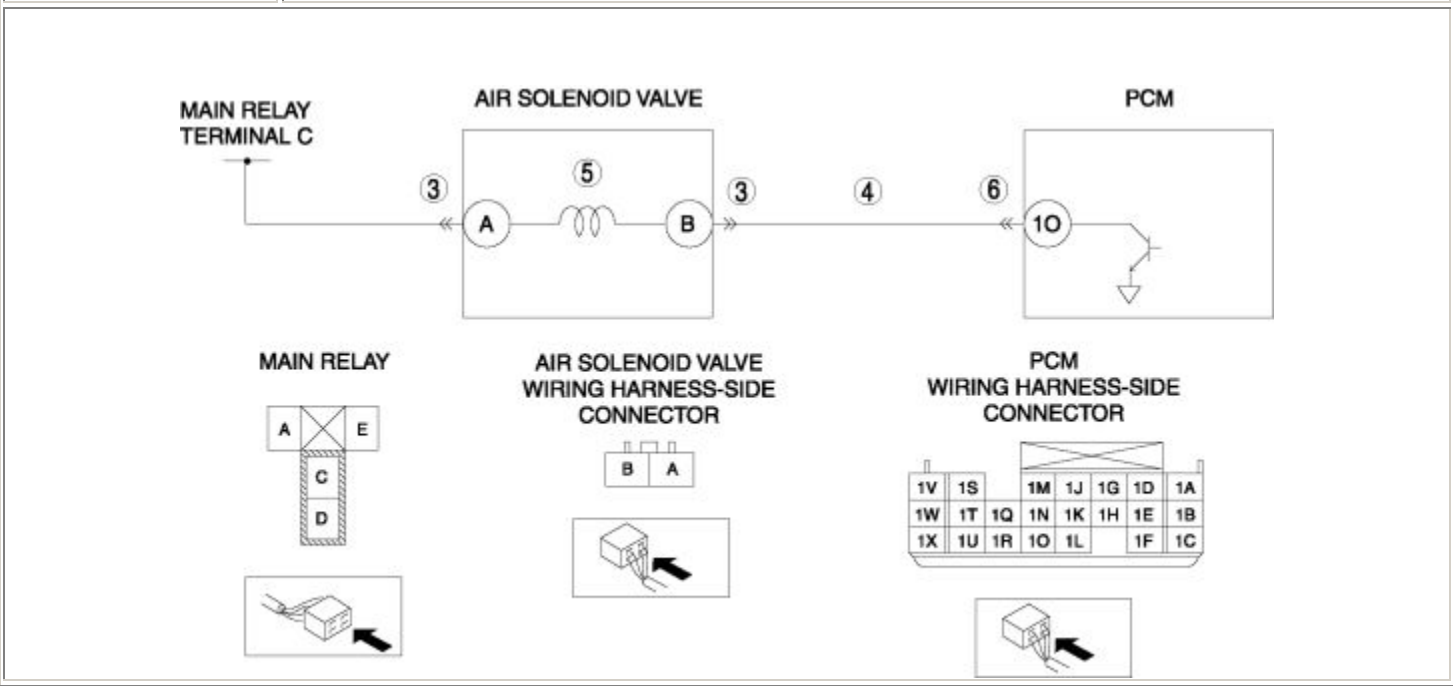 MAIN RELAY
TERMINAL C
AIR SOLENOID VALVE
PCM
③ ⑤ ③ ④ ⑥
A B 1O
MAIN RELAY
A E
C
D
AIR SOLENOID VALVE
WIRING HARNESS-SIDE
CONNECTOR
B A
PCM
WIRING HARNESS-SIDE
CONNECTOR
1V 1S 1M 1J 1G 1D 1A
1W 1T 1Q 1N 1K 1H 1E 1B
1X 1U 1R 1O 1L 1F 1C